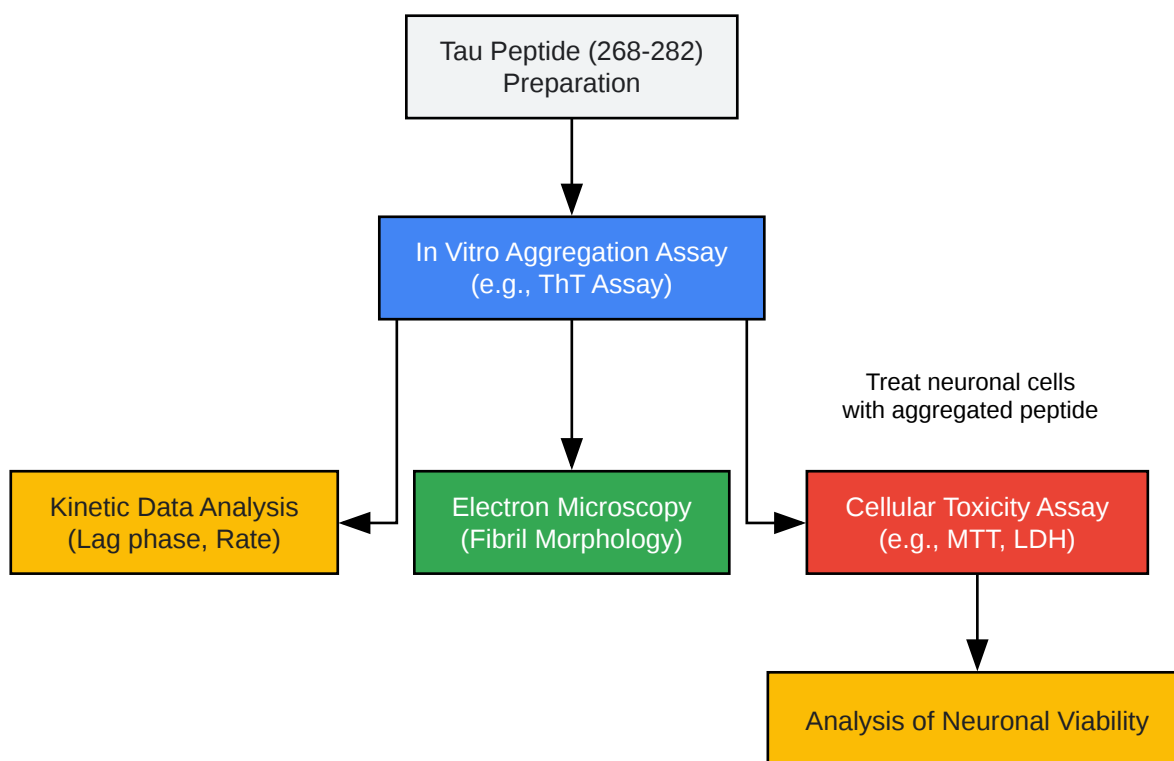 Tau Peptide (268-282)
Preparation
In Vitro Aggregation Assay
(e.g., ThT Assay)
Treat neuronal cells
with aggregated peptide
Kinetic Data Analysis
(Lag phase, Rate)
Electron Microscopy
(Fibril Morphology)
Cellular Toxicity Assay
(e.g., MTT, LDH)
Analysis of Neuronal Viability